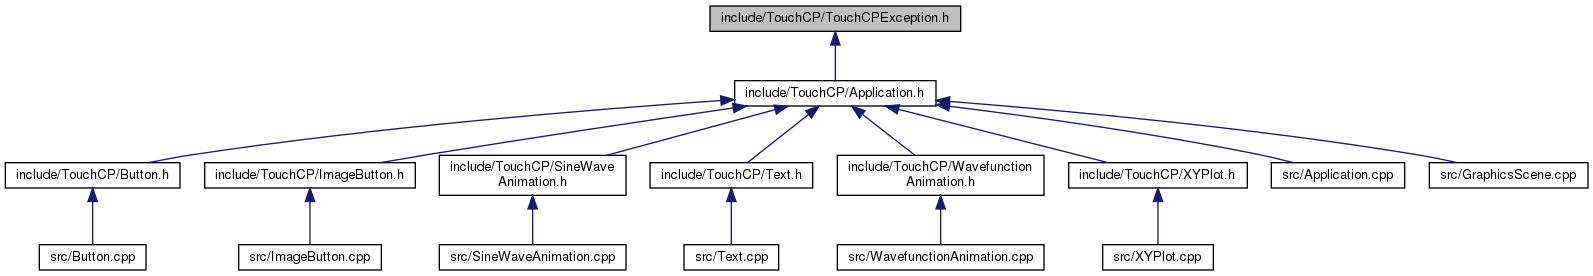 include/TouchCP/TouchCPException.h
include/TouchCP/Application.h
include/TouchCP/Button.h
include/TouchCP/ImageButton.h
include/TouchCP/SineWave
Animation.h
include/TouchCP/Text.h
include/TouchCP/Wavefunction
Animation.h
include/TouchCP/XYPlot.h
src/Application.cpp
src/GraphicsScene.cpp
src/Button.cpp
src/ImageButton.cpp
src/SineWaveAnimation.cpp
src/Text.cpp
src/WavefunctionAnimation.cpp
src/XYPlot.cpp